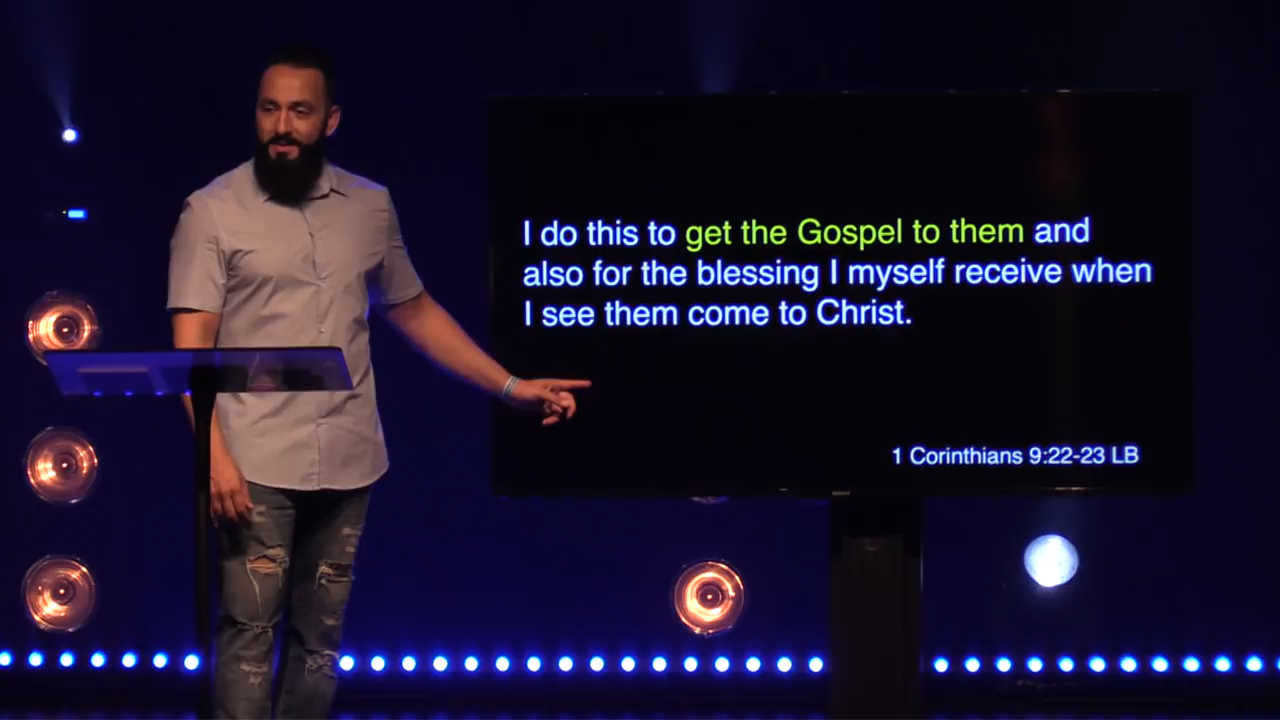 I do this to get the Gospel to them and
also for the blessing I myself receive when
I see them come to Christ.
1 Corinthians 9:22-23 LB